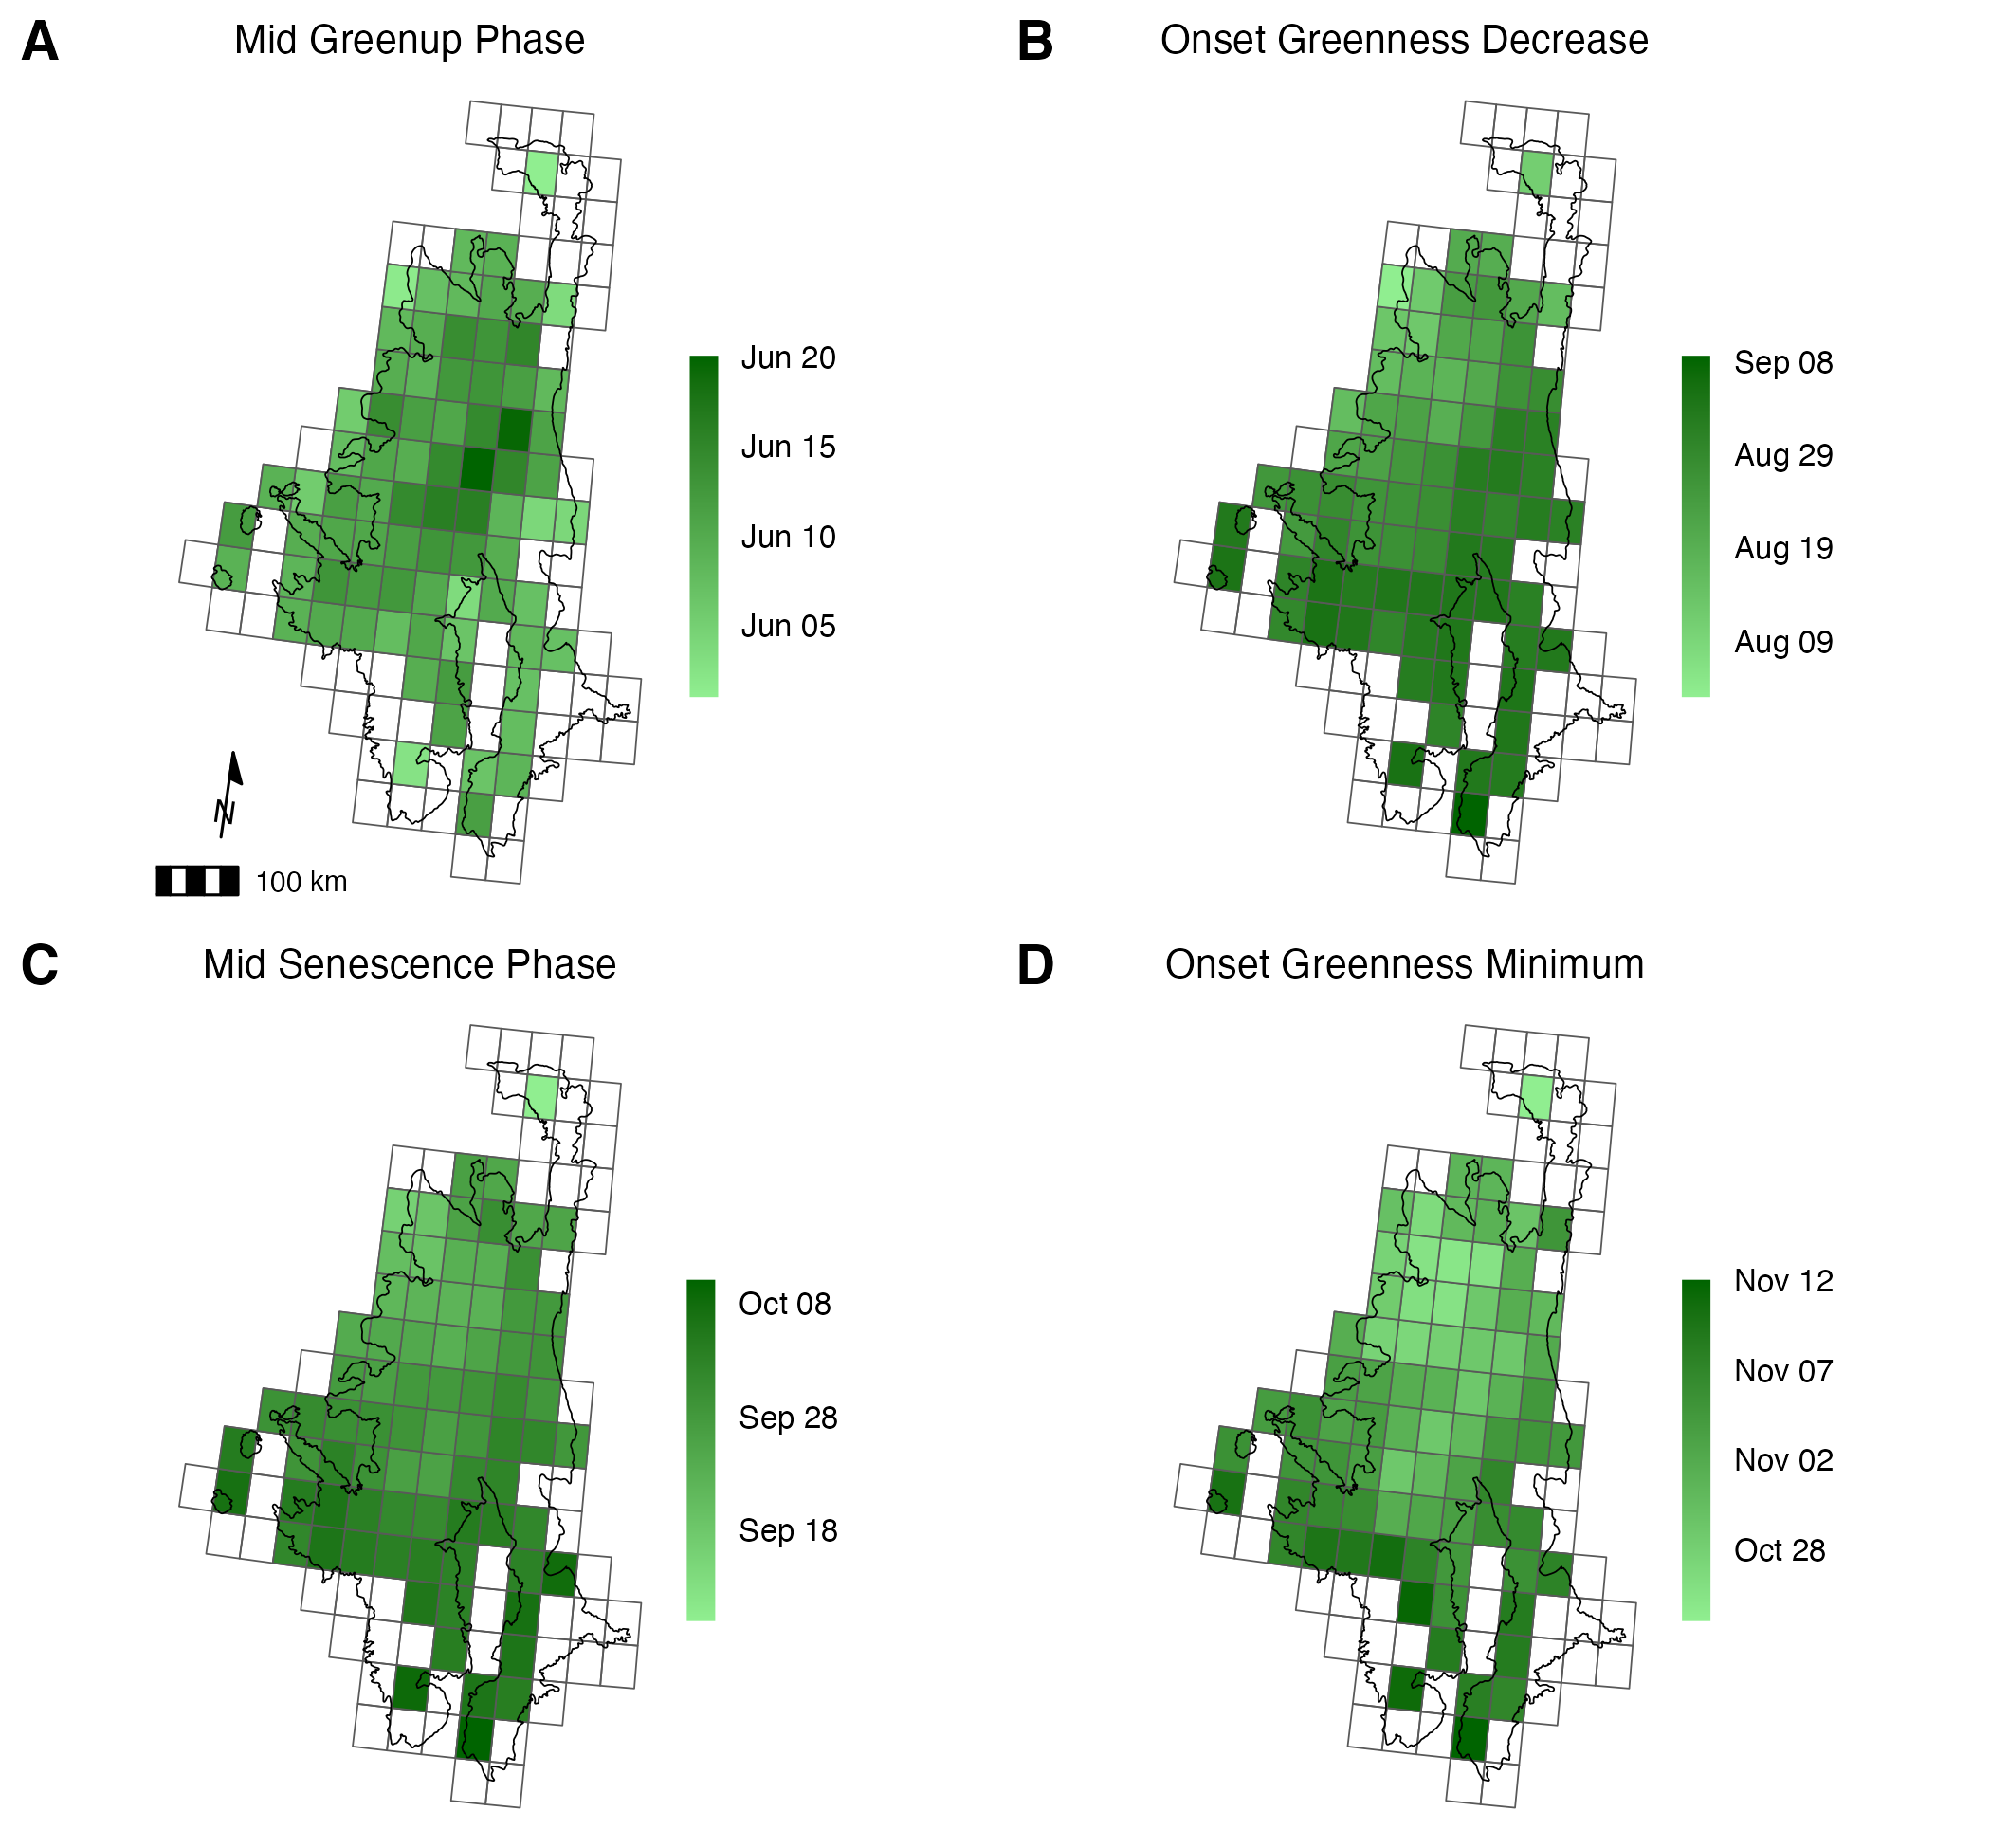 A
Mid Greenup Phase
Jun 20
Jun 15
Jun 10
Jun 05
N
100 km
B
Onset Greenness Decrease
Sep 08
Aug 29
Aug 19
Aug 09
C
Mid Senescence Phase
Oct 08
Sep 28
Sep 18
D
Onset Greenness Minimum
Nov 12
Nov 07
Nov 02
Oct 28